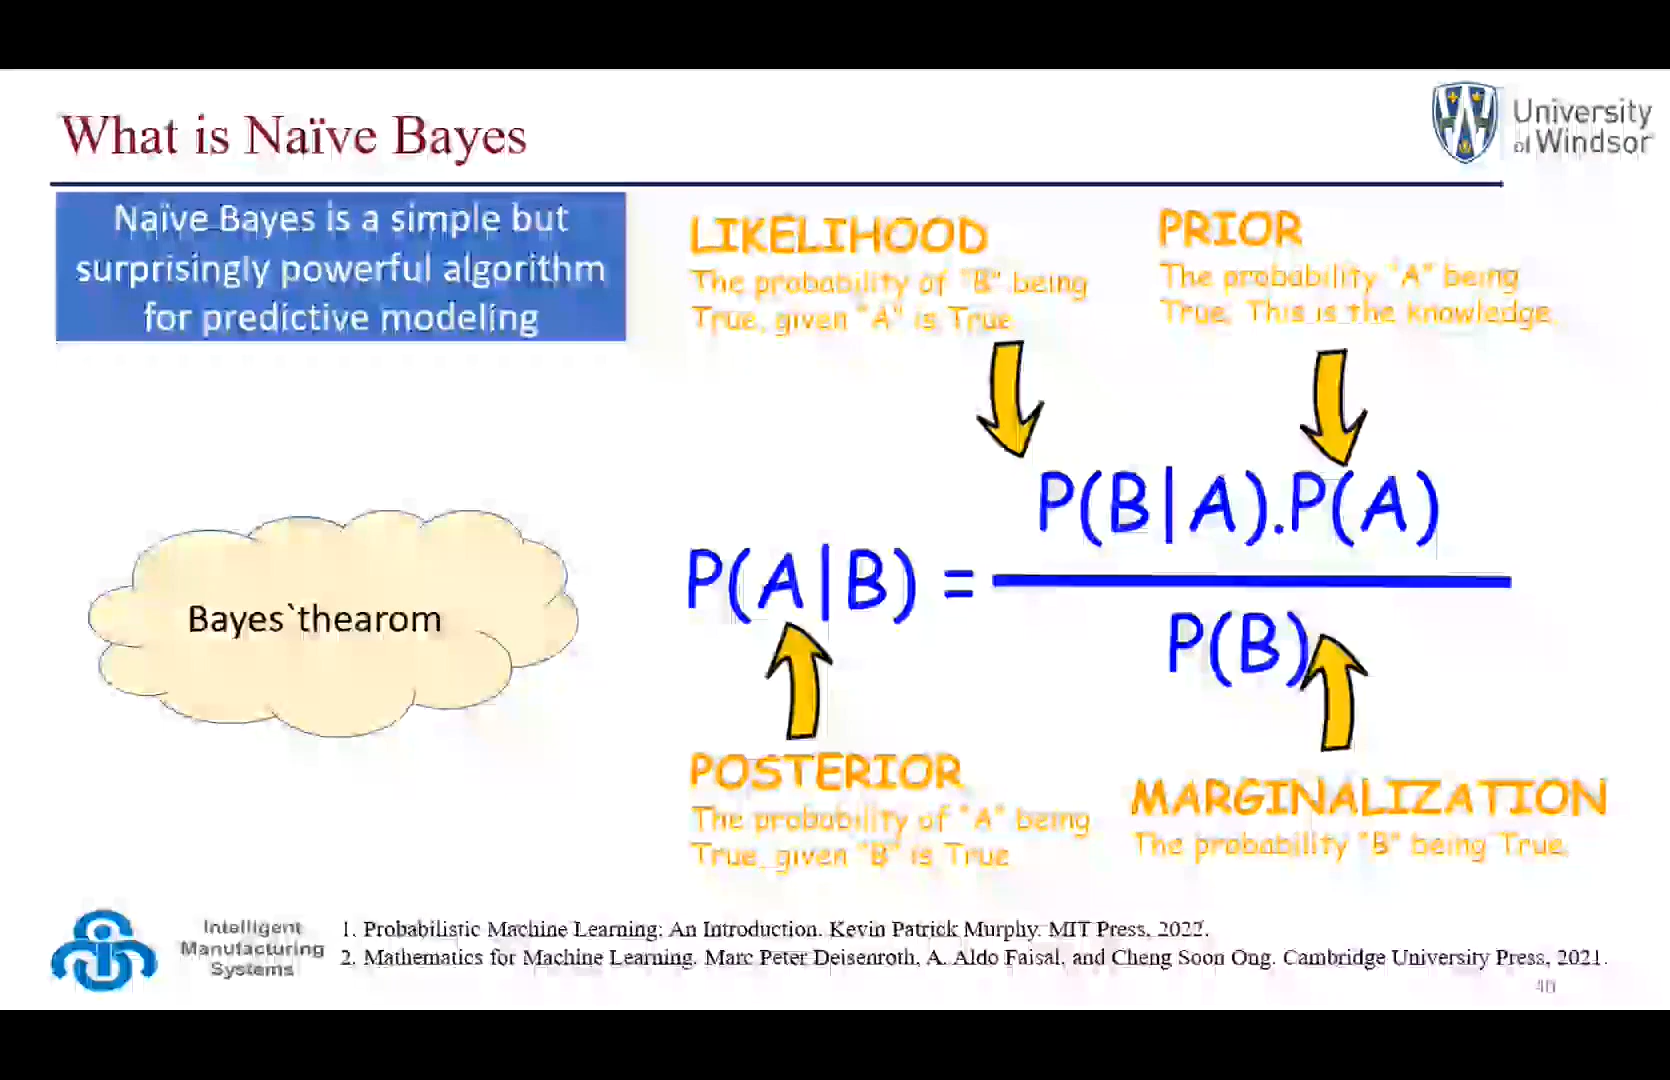 What is Naïve Bayes
University
of Windsor
Naïve Bayes is a simple but
surprisingly powerful algorithm
for predictive modeling
LIKELIHOOD
The probability of "B" being
True, given "A" is True
PRIOR
The probability "A" being
True. This is the knowledge.
P(A|B) =
P(B|A).P(A)
P(B)
Bayes`thearom
POSTERIOR
The probability of "A" being
True, given "B" is True
MARGINALIZATION
The probability "B" being True.
Intelligent
Manufacturing
Systems
1. Probabilistic Machine Learning: An Introduction. Kevin Patrick Murphy. MIT Press, 2022.
2. Mathematics for Machine Learning. Marc Peter Deisenroth, A. Aldo Faisal, and Cheng Soon Ong. Cambridge University Press, 2021.
40